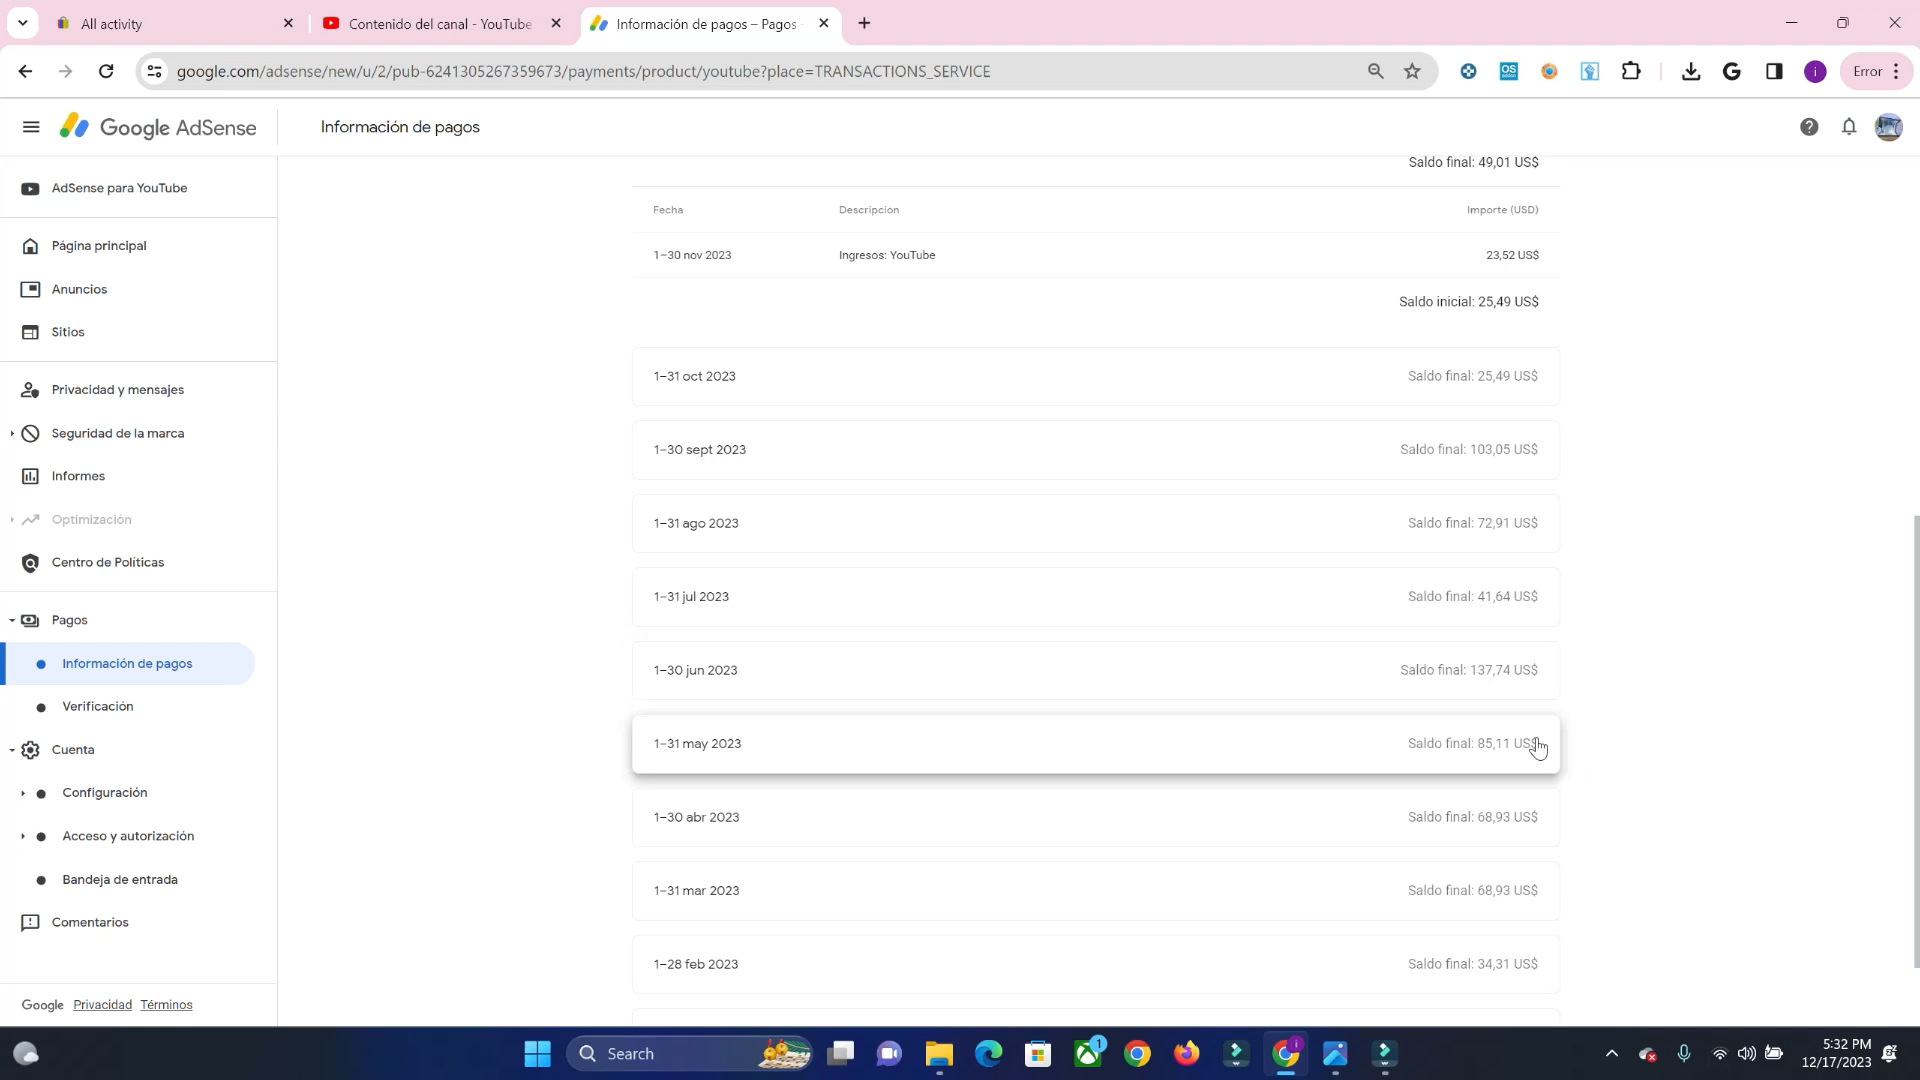 All activity
Contenido del canal - YouTube
Información de pagos – Pagos
google.com/adsense/new/u/2/pub-6241305267359673/payments/product/youtube?place=TRANSACTIONS_SERVICE
Error
Google AdSense
Información de pagos
AdSense para YouTube
Página principal
Anuncios
Sitios
Privacidad y mensajes
Seguridad de la marca
Informes
Optimización
Centro de Políticas
Pagos
Información de pagos
Verificación
Cuenta
Configuración
Acceso y autorización
Bandeja de entrada
Comentarios
Google Privacidad Términos
Saldo final: 49,01 US$
Fecha Descripcion Importe (USD)
1–30 nov 2023 Ingresos: YouTube 23,52 US$
Saldo inicial: 25,49 US$
1–31 oct 2023 Saldo final: 25,49 US$
1–30 sept 2023 Saldo final: 103,05 US$
1–31 ago 2023 Saldo final: 72,91 US$
1–31 jul 2023 Saldo final: 41,64 US$
1–30 jun 2023 Saldo final: 137,74 US$
1–31 may 2023 Saldo final: 85,11 US$
1–30 abr 2023 Saldo final: 68,93 US$
1–31 mar 2023 Saldo final: 68,93 US$
1–28 feb 2023 Saldo final: 34,31 US$
Search
1
5:32 PM
12/17/2023